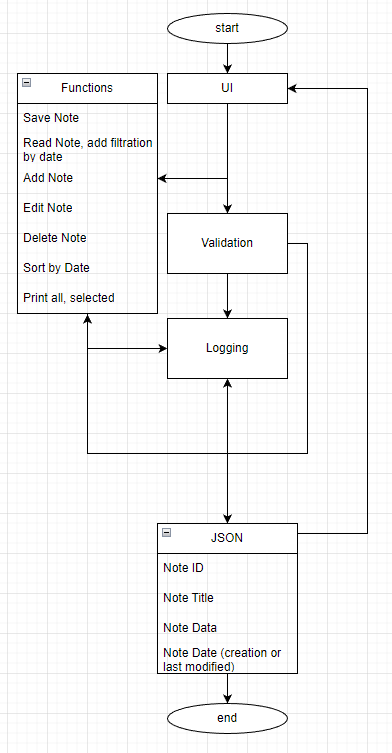 start
Functions
UI
Save Note
Read Note, add filtration
by date
Add Note
Edit Note
Delete Note
Sort by Date
Print all, selected
Validation
Logging
JSON
Note ID
Note Title
Note Data
Note Date (creation or
last modified)
end